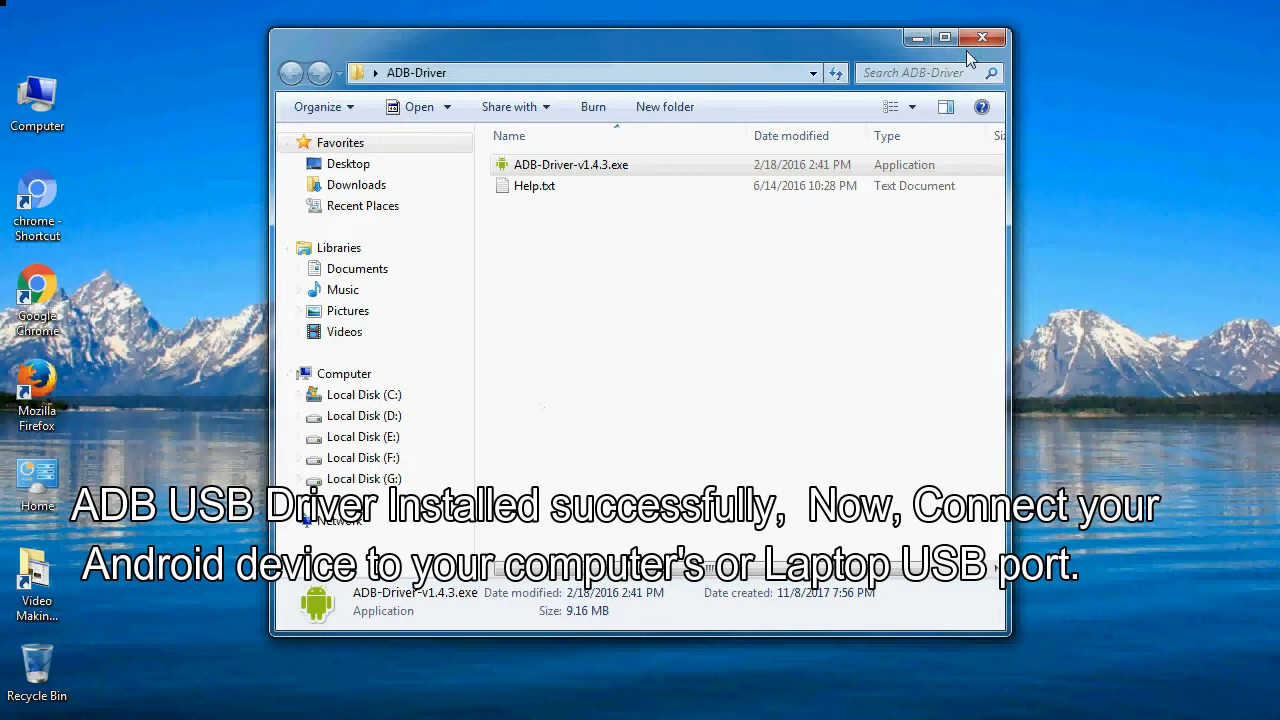 ADB-Driver
Search ADB-Driver
Organize
Open
Share with
Burn
New folder
Name
Date modified
Type
Siz
ADB-Driver-v1.4.3.exe
2/18/2016 2:41 PM
Application
Help.txt
6/14/2016 10:28 PM
Text Document
Favorites
Desktop
Downloads
Recent Places
Libraries
Documents
Music
Pictures
Videos
Computer
Local Disk (C:)
Local Disk (D:)
Local Disk (E:)
Local Disk (F:)
Local Disk (G:)
Network
Computer
chrome -
Shortcut
Google
Chrome
Mozilla
Firefox
Home
Video
Makin...
Recycle Bin
ADB USB Driver Installed successfully, Now, Connect your
Android device to your computer's or Laptop USB port.
ADB-Driver-v1.4.3.exe
Date modified: 2/18/2016 2:41 PM
Date created: 11/8/2017 7:56 PM
Application
Size: 9.16 MB